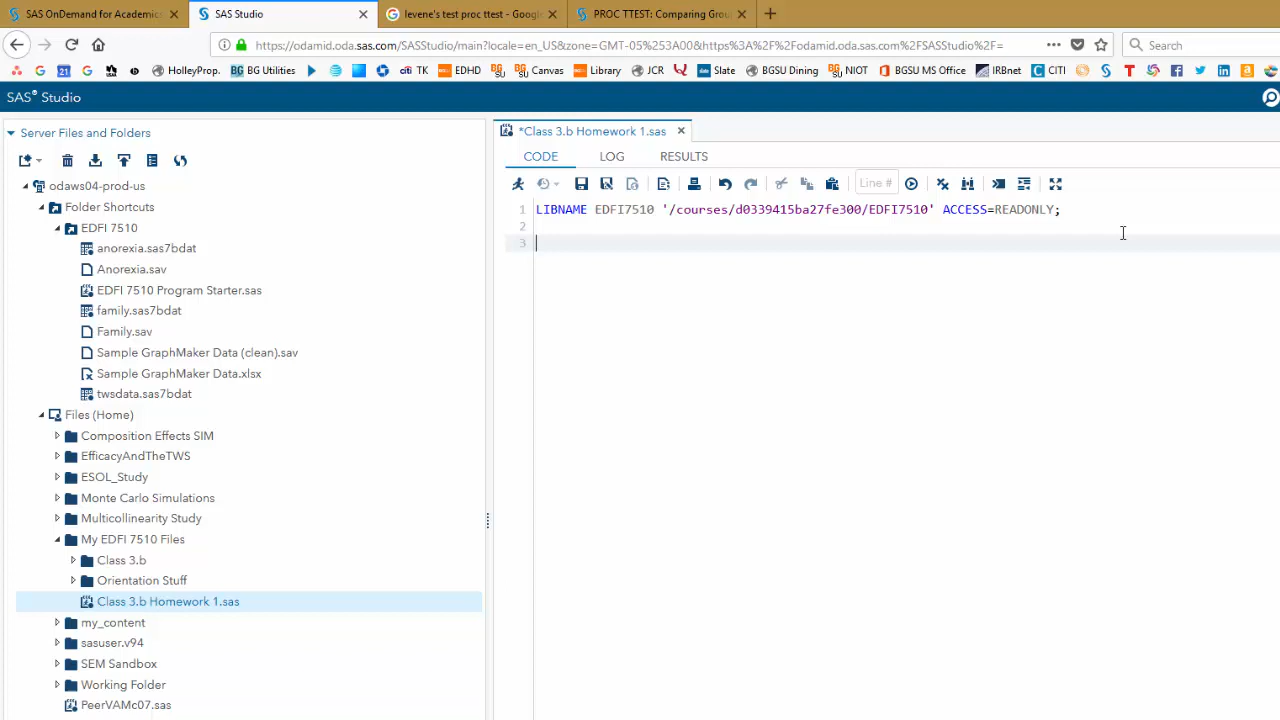 SAS OnDemand for Academics
SAS Studio
levene's test proc ttest - Google
PROC TTEST: Comparing Grou
https://odamid.oda.sas.com/SASStudio/main?locale=en_US&zone=GMT-05%253A00&https%3A%2F%2Fodamid.oda.sas.com%2FSASStudio%2F=
Search
21
HolleyProp.
BG BG Utilities
citi TK
EDHD
Canvas
Library
JCR
Slate
BGSU Dining
NIOT
BGSU MS Office
IRBnet
CITI
SAS® Studio
Server Files and Folders
odaws04-prod-us
Folder Shortcuts
EDFI 7510
anorexia.sas7bdat
Anorexia.sav
EDFI 7510 Program Starter.sas
family.sas7bdat
Family.sav
Sample GraphMaker Data (clean).sav
Sample GraphMaker Data.xlsx
twsdata.sas7bdat
Files (Home)
Composition Effects SIM
EfficacyAndTheTWS
ESOL_Study
Monte Carlo Simulations
Multicollinearity Study
My EDFI 7510 Files
Class 3.b
Orientation Stuff
Class 3.b Homework 1.sas
my_content
sasuser.v94
SEM Sandbox
Working Folder
PeerVAMc07.sas
*Class 3.b Homework 1.sas
CODE LOG RESULTS
Line #
1 LIBNAME EDFI7510 '/courses/d0339415ba27fe300/EDFI7510' ACCESS=READONLY;
2
3